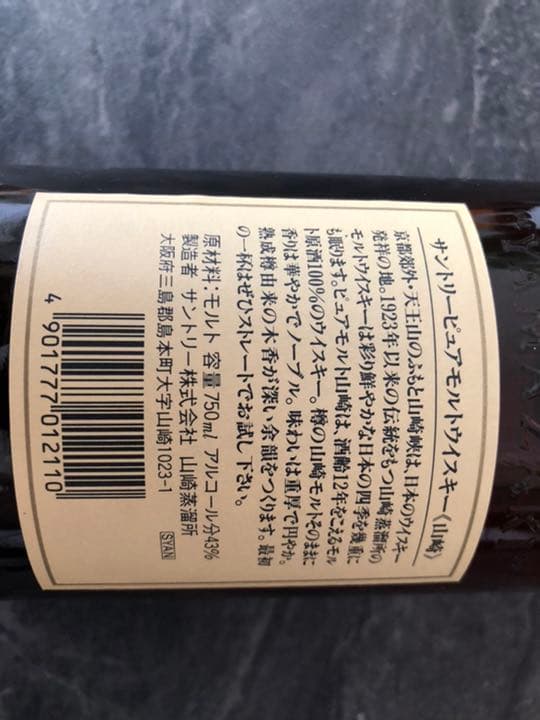 サントリーピュアモルトウイスキー《山崎》
京都郊外・天王山のふもと山崎峡は、日本のウイスキー
発祥の地。1923年以来の伝統をもつ山崎蒸溜所の
モルトウイスキーは彩り鮮やかな日本の四季を幾重に
も眠ります。ピュアモルト山崎は、酒齢12年をこえるモル
ト原酒100%のウイスキー。樽の山崎モルトそのままに
香りは華やかでノーブル。味わいは重厚で円やか。
熟成樽由来の木香が深い余韻をつくります。最初
の一杯はぜひストレートでお試し下さい。
原材料・モルト 容量750ml アルコール分43%
製造者 サントリー株式会社 山崎蒸溜所
大阪府三島郡島本町大字山崎1023-1
SYAN
4 901777 012110